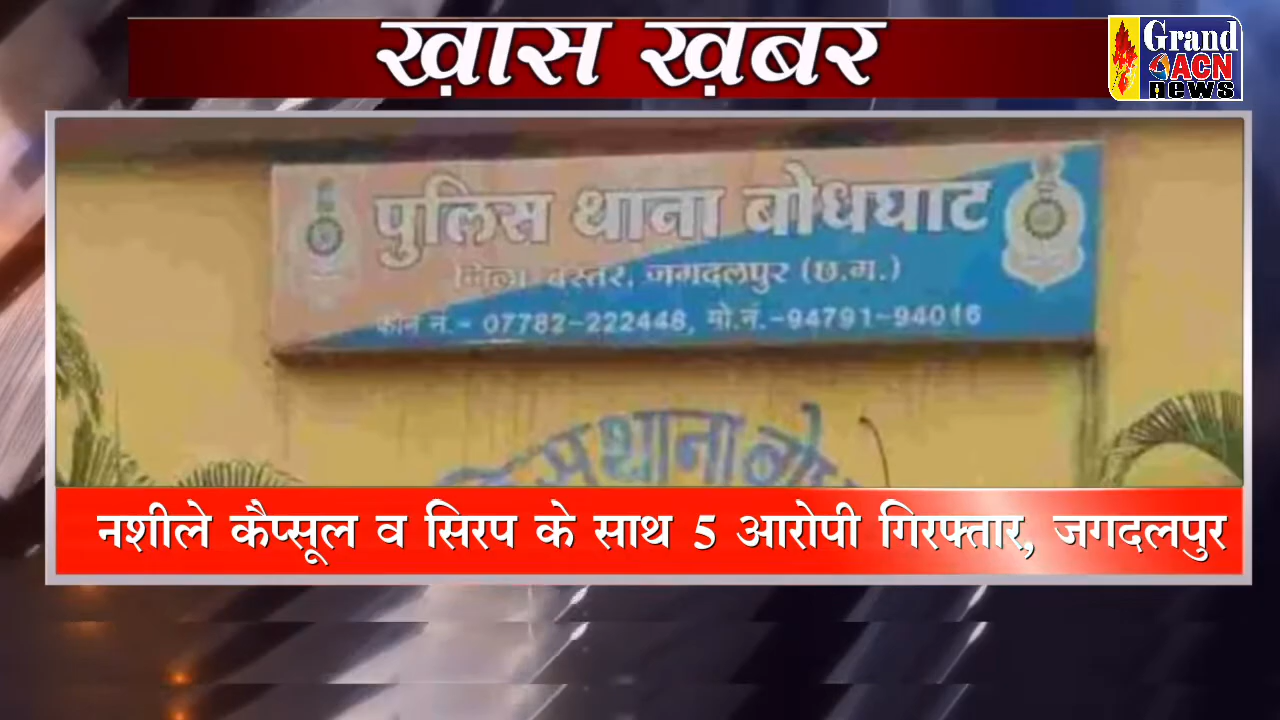 ख़ास ख़बर
Grand
ACN
news
पुलिस थाना बोधघाट
जिला बस्तर, जगदलपुर (छ.ग.)
फोन नं.- 07782-222448, मो.नं.-94791-94016
थाना
नशीले कैप्सूल व सिरप के साथ 5 आरोपी गिरफ्तार, जगदलपुर